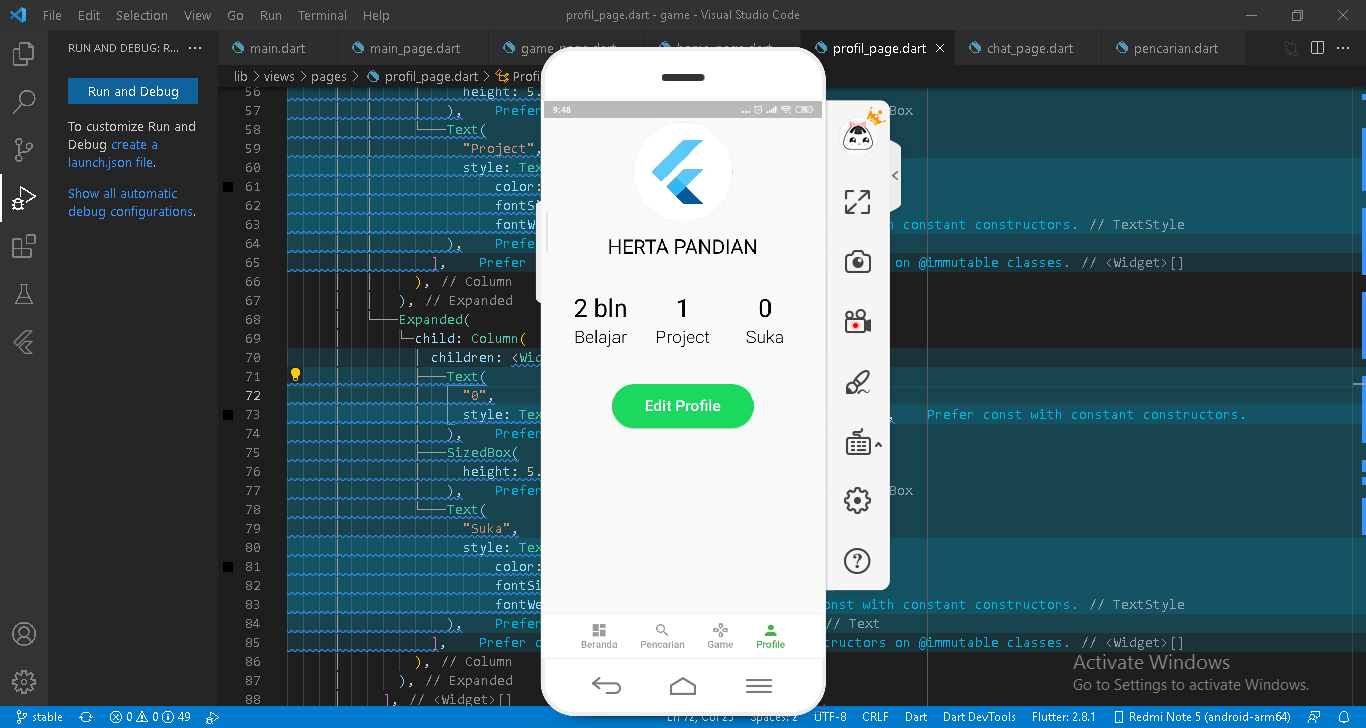 File Edit Selection View Go Run Terminal Help profil_page.dart - game - Visual Studio Code
RUN AND DEBUG: R... ···
main.dart main_page.dart game_page.dart home_page.dart profil_page.dart chat_page.dart pencarian.dart
lib > views > pages > profil_page.dart > Profi
Run and Debug
To customize Run and
Debug create a
launch.json file.
Show all automatic
debug configurations.
56 height: 5.
57 ), Prefer Box
58 Text(
59 "Project",
60 style: Tex
61 color:
62 fontSi
63 fontWe h constant constructors. // TextStyle
64 ), Prefer
65 ], Prefer on @immutable classes. // <Widget>[]
66 ), // Column
67 ), // Expanded
68 Expanded(
69 child: Column(
70 children: <Wid
71 Text(
72 "0",
73 style: Tex , Prefer const with constant constructors.
74 ), Prefer
75 SizedBox(
76 height: 5.
77 ), Prefer Box
78 Text(
79 "Suka",
80 style: Tex
81 color:
82 fontSi
83 fontWe onst with constant constructors. // TextStyle
84 ), Prefer // Text
85 ], Prefer c tructors on @immutable classes. // <Widget>[]
86 ), // Column
87 ), // Expanded
88 ], // <Widget>[]
9:48
HERTA PANDIAN
2 bln 1 0
Belajar Project Suka
Edit Profile
Beranda Pencarian Game Profile
Activate Windows
Go to Settings to activate Windows.
stable 0 0 49 Ln 72, Col 25 Spaces: 2 UTF-8 CRLF Dart Dart DevTools Flutter: 2.8.1 Redmi Note 5 (android-arm64)